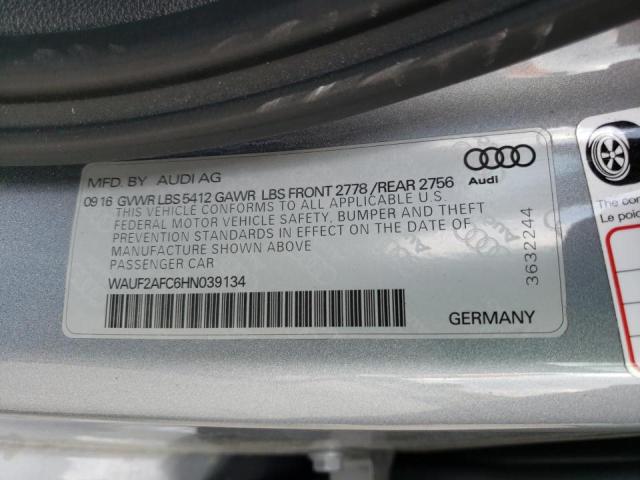 MFD. BY AUDI AG
Audi
09 16 GVWR LBS 5412 GAWR LBS FRONT 2778 /REAR 2756
THIS VEHICLE CONFORMS TO ALL APPLICABLE U.S.
FEDERAL MOTOR VEHICLE SAFETY, BUMPER AND THEFT
PREVENTION STANDARDS IN EFFECT ON THE DATE OF
MANUFACTURE SHOWN ABOVE
PASSENGER CAR
WAUF2AFC6HN039134
GERMANY
3632244
The
Le